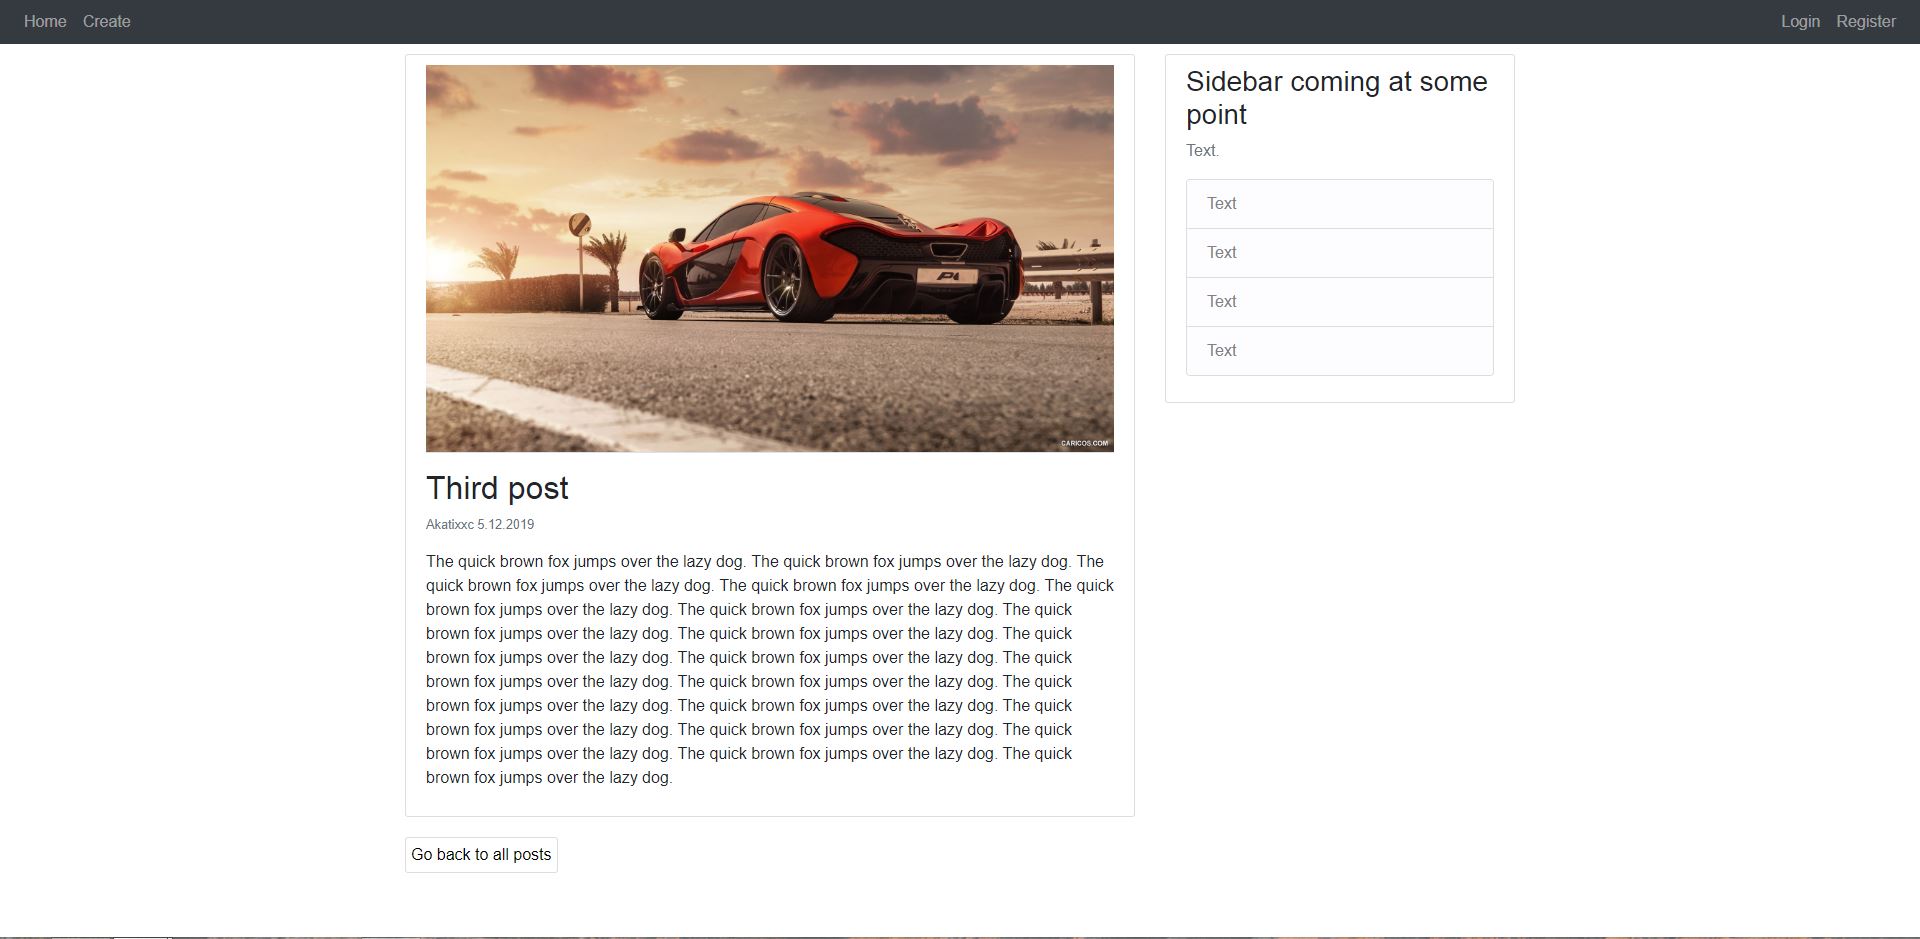 Home Create Login Register
P1
CARICOS.COM
Third post
Akatixxc 5.12.2019
The quick brown fox jumps over the lazy dog. The quick brown fox jumps over the lazy dog. The
quick brown fox jumps over the lazy dog. The quick brown fox jumps over the lazy dog. The quick
brown fox jumps over the lazy dog. The quick brown fox jumps over the lazy dog. The quick
brown fox jumps over the lazy dog. The quick brown fox jumps over the lazy dog. The quick
brown fox jumps over the lazy dog. The quick brown fox jumps over the lazy dog. The quick
brown fox jumps over the lazy dog. The quick brown fox jumps over the lazy dog. The quick
brown fox jumps over the lazy dog. The quick brown fox jumps over the lazy dog. The quick
brown fox jumps over the lazy dog. The quick brown fox jumps over the lazy dog. The quick
brown fox jumps over the lazy dog. The quick brown fox jumps over the lazy dog. The quick
brown fox jumps over the lazy dog.
Go back to all posts
Sidebar coming at some
point
Text.
Text
Text
Text
Text